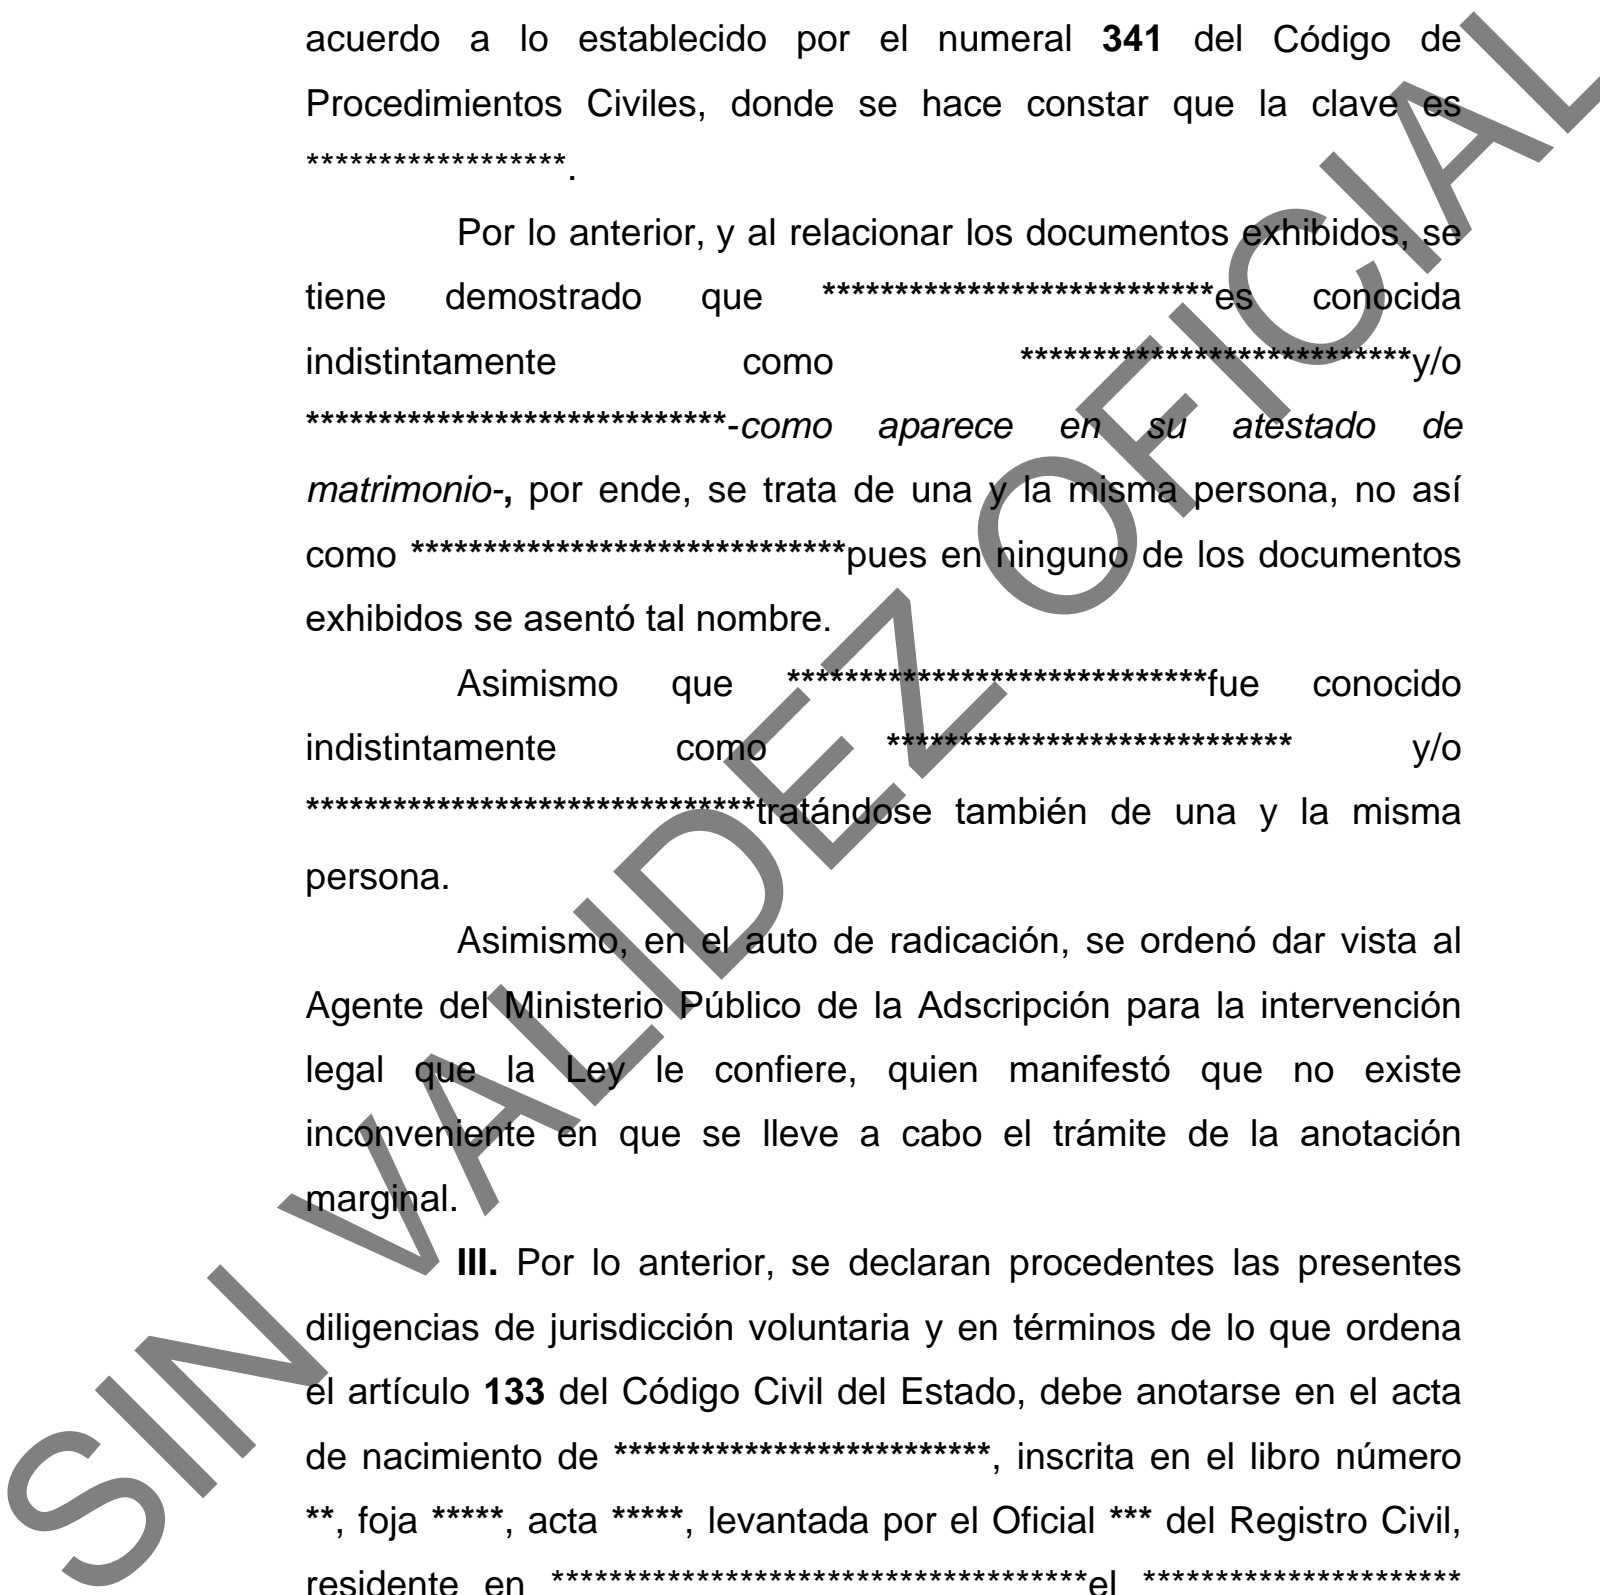 acuerdo a lo establecido por el numeral 341 del Código de
Procedimientos Civiles, donde se hace constar que la clave es
******************.
Por lo anterior, y al relacionar los documentos exhibidos, se
tiene demostrado que ***************************es conocida
indistintamente como ***************************y/o
*****************************-como aparece en su atestado de
matrimonio-, por ende, se trata de una y la misma persona, no así
como ******************************pues en ninguno de los documentos
exhibidos se asentó tal nombre.
Asimismo que *****************************fue conocido
indistintamente como **************************** y/o
*******************************tratándose también de una y la misma
persona.
Asimismo, en el auto de radicación, se ordenó dar vista al
Agente del Ministerio Público de la Adscripción para la intervención
legal que la Ley le confiere, quien manifestó que no existe
inconveniente en que se lleve a cabo el trámite de la anotación
marginal.
III. Por lo anterior, se declaran procedentes las presentes
diligencias de jurisdicción voluntaria y en términos de lo que ordena
el artículo 133 del Código Civil del Estado, debe anotarse en el acta
de nacimiento de **************************, inscrita en el libro número
**, foja *****, acta *****, levantada por el Oficial *** del Registro Civil,
residente en *************************************el **********************
SIN VALIDEZ OFICIAL